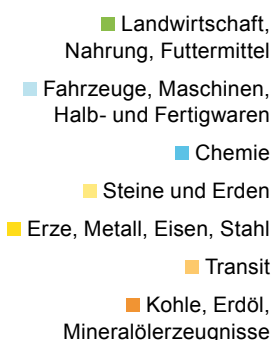 Landwirtschaft,
Nahrung, Futtermittel
Fahrzeuge, Maschinen,
Halb- und Fertigwaren
Chemie
Steine und Erden
Erze, Metall, Eisen, Stahl
Transit
Kohle, Erdöl,
Mineralölerzeugnisse